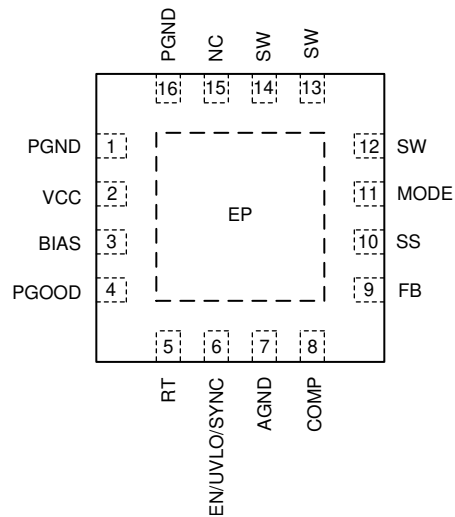 PGND
NC
SW
SW
16
15
14
13
PGND
1
12
SW
VCC
2
11
MODE
EP
BIAS
3
10
SS
PGOOD
4
9
FB
5
6
7
8
RT
EN/UVLO/SYNC
AGND
COMP